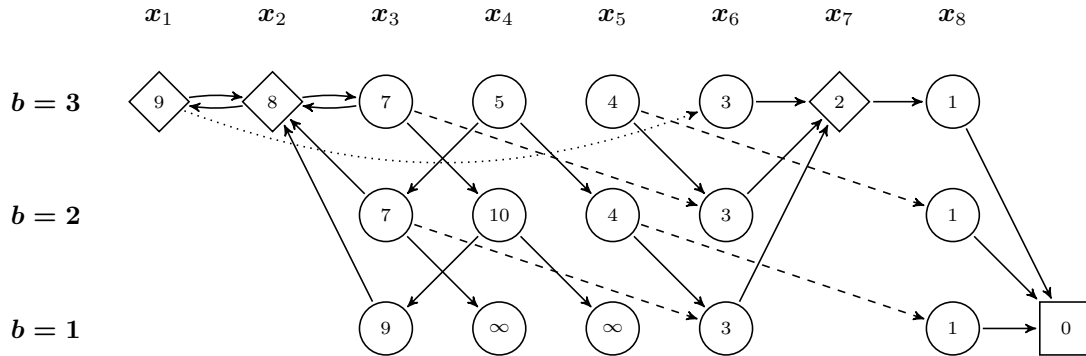 x₁ x₂ x₃ x₄ x₅ x₆ x₇ x₈
b = 3 9 8 7 5 4 3 2 1
b = 2 7 10 4 3 1
b = 1 9 ∞ ∞ 3 1 0